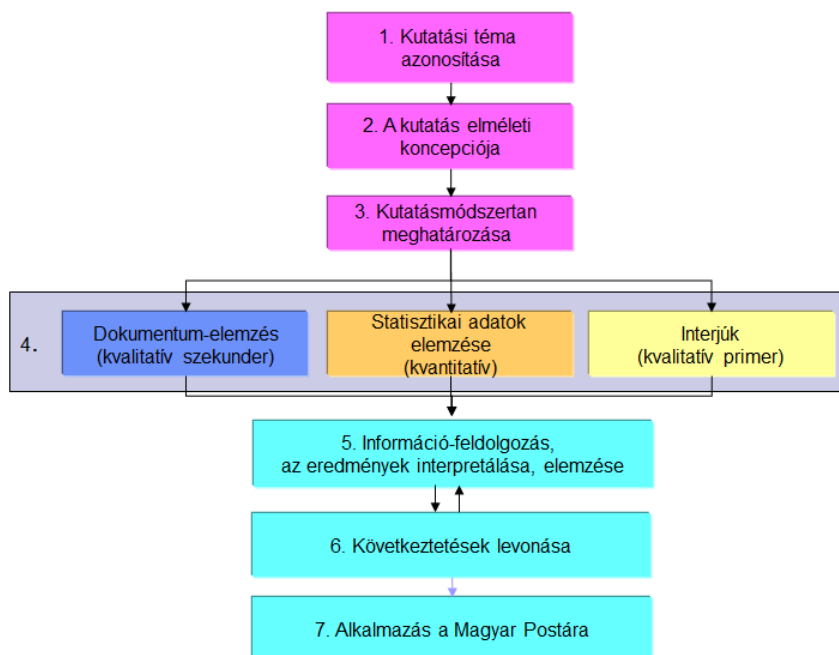 1. Kutatási téma
azonosítása
2. A kutatás elméleti
koncepciója
3. Kutatásmódszertan
meghatározása
4.
Dokumentum-elemzés
(kvalitatív szekunder)
Statisztikai adatok
elemzése
(kvantitatív)
Interjúk
(kvalitatív primer)
5. Információ-feldolgozás,
az eredmények interpretálása, elemzése
6. Következtetések levonása
7. Alkalmazás a Magyar Postára